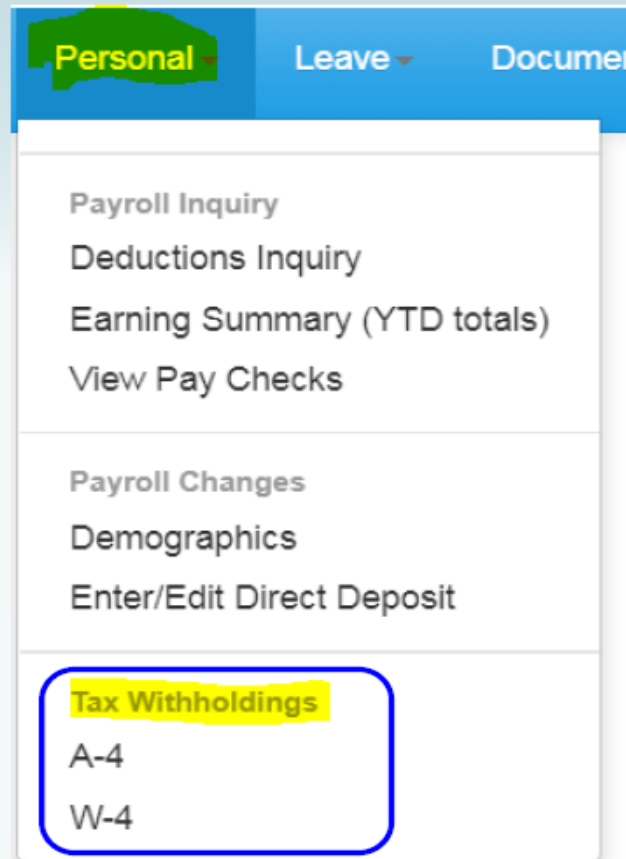 Personal Leave
Payroll Inquiry
Deductions Inquiry
Earning Summary (YTD totals)
View Pay Checks
Payroll Changes
Demographics
Enter/Edit Direct Deposit
Tax Withholdings
A-4
W-4